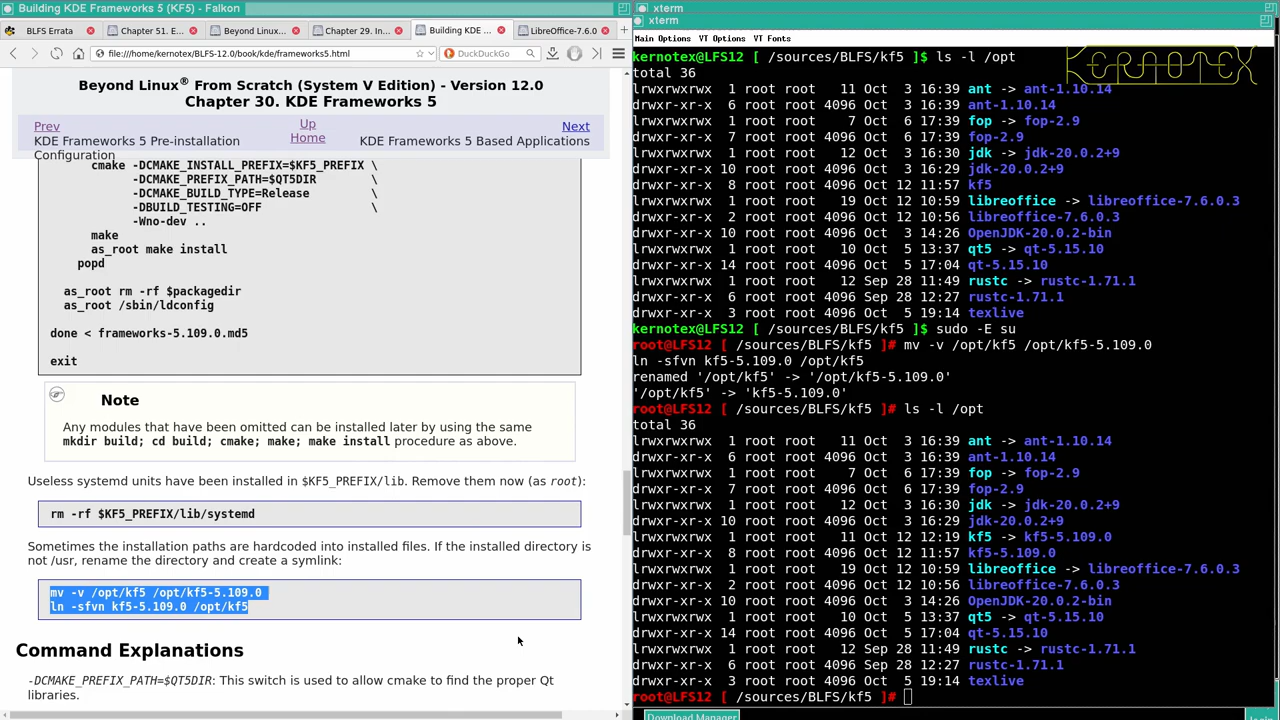 Building KDE Frameworks 5 (KF5) - Falkon
BLFS Errata
Chapter 51. E...
Building Linux...
Chapter 29. In...
Building KDE ...
LibreOffice-7.6.0
file:///home/kernotex/BLFS-12.0/book/kde/frameworks5.html
DuckDuckGo
Beyond Linux® From Scratch (System V Edition) - Version 12.0
Chapter 30. KDE Frameworks 5
Prev
KDE Frameworks 5 Pre-installation
Configuration
Up
Home
Next
KDE Frameworks 5 Based Applications
cmake -DCMAKE_INSTALL_PREFIX=$KF5_PREFIX \
-DCMAKE_PREFIX_PATH=$QT5DIR \
-DCMAKE_BUILD_TYPE=Release \
-DBUILD_TESTING=OFF \
-Wno-dev ..
make
as_root make install
popd
as_root rm -rf $packagedir
as_root /sbin/ldconfig
done < frameworks-5.109.0.md5
exit
Note
Any modules that have been omitted can be installed later by using the same
mkdir build; cd build; cmake; make; make install procedure as above.
Useless systemd units have been installed in $KF5_PREFIX/lib. Remove them now (as root):
rm -rf $KF5_PREFIX/lib/systemd
Sometimes the installation paths are hardcoded into installed files. If the installed directory is
not /usr, rename the directory and create a symlink:
mv -v /opt/kf5 /opt/kf5-5.109.0
ln -sfvn kf5-5.109.0 /opt/kf5
Command Explanations
-DCMAKE_PREFIX_PATH=$QT5DIR: This switch is used to allow cmake to find the proper Qt
libraries.
xterm
xterm
Main Options VT Options VT Fonts
KERNOTEX
kernotex@LFS12 [ /sources/BLFS/kf5 ]$ ls -l /opt
total 36
lrwxrwxrwx 1 root root 11 Oct 3 16:39 ant -> ant-1.10.14
drwxr-xr-x 6 root root 4096 Oct 3 16:39 ant-1.10.14
lrwxrwxrwx 1 root root 7 Oct 6 17:39 fop -> fop-2.9
drwxr-xr-x 7 root root 4096 Oct 6 17:39 fop-2.9
lrwxrwxrwx 1 root root 12 Oct 3 16:30 jdk -> jdk-20.0.2+9
drwxr-xr-x 10 root root 4096 Oct 3 16:29 jdk-20.0.2+9
drwxr-xr-x 8 root root 4096 Oct 12 11:57 kf5
lrwxrwxrwx 1 root root 19 Oct 12 10:59 libreoffice -> libreoffice-7.6.0.3
drwxr-xr-x 2 root root 4096 Oct 12 10:56 libreoffice-7.6.0.3
drwxr-xr-x 10 root root 4096 Oct 3 14:26 OpenJDK-20.0.2-bin
lrwxrwxrwx 1 root root 10 Oct 5 13:37 qt5 -> qt-5.15.10
drwxr-xr-x 14 root root 4096 Oct 5 17:04 qt-5.15.10
lrwxrwxrwx 1 root root 12 Sep 28 11:49 rustc -> rustc-1.71.1
drwxr-xr-x 6 root root 4096 Sep 28 12:27 rustc-1.71.1
drwxr-xr-x 3 root root 4096 Oct 5 19:14 texlive
kernotex@LFS12 [ /sources/BLFS/kf5 ]$ sudo -E su
root@LFS12 [ /sources/BLFS/kf5 ]# mv -v /opt/kf5 /opt/kf5-5.109.0
ln -sfvn kf5-5.109.0 /opt/kf5
renamed '/opt/kf5' -> '/opt/kf5-5.109.0'
'/opt/kf5' -> 'kf5-5.109.0'
root@LFS12 [ /sources/BLFS/kf5 ]# ls -l /opt
total 36
lrwxrwxrwx 1 root root 11 Oct 3 16:39 ant -> ant-1.10.14
drwxr-xr-x 6 root root 4096 Oct 3 16:39 ant-1.10.14
lrwxrwxrwx 1 root root 7 Oct 6 17:39 fop -> fop-2.9
drwxr-xr-x 7 root root 4096 Oct 6 17:39 fop-2.9
lrwxrwxrwx 1 root root 12 Oct 3 16:30 jdk -> jdk-20.0.2+9
drwxr-xr-x 10 root root 4096 Oct 3 16:29 jdk-20.0.2+9
lrwxrwxrwx 1 root root 11 Oct 12 12:19 kf5 -> kf5-5.109.0
drwxr-xr-x 8 root root 4096 Oct 12 11:57 kf5-5.109.0
lrwxrwxrwx 1 root root 19 Oct 12 10:59 libreoffice -> libreoffice-7.6.0.3
drwxr-xr-x 2 root root 4096 Oct 12 10:56 libreoffice-7.6.0.3
drwxr-xr-x 10 root root 4096 Oct 3 14:26 OpenJDK-20.0.2-bin
lrwxrwxrwx 1 root root 10 Oct 5 13:37 qt5 -> qt-5.15.10
drwxr-xr-x 14 root root 4096 Oct 5 17:04 qt-5.15.10
lrwxrwxrwx 1 root root 12 Sep 28 11:49 rustc -> rustc-1.71.1
drwxr-xr-x 6 root root 4096 Sep 28 12:27 rustc-1.71.1
drwxr-xr-x 3 root root 4096 Oct 5 19:14 texlive
root@LFS12 [ /sources/BLFS/kf5 ]#
Download Manager